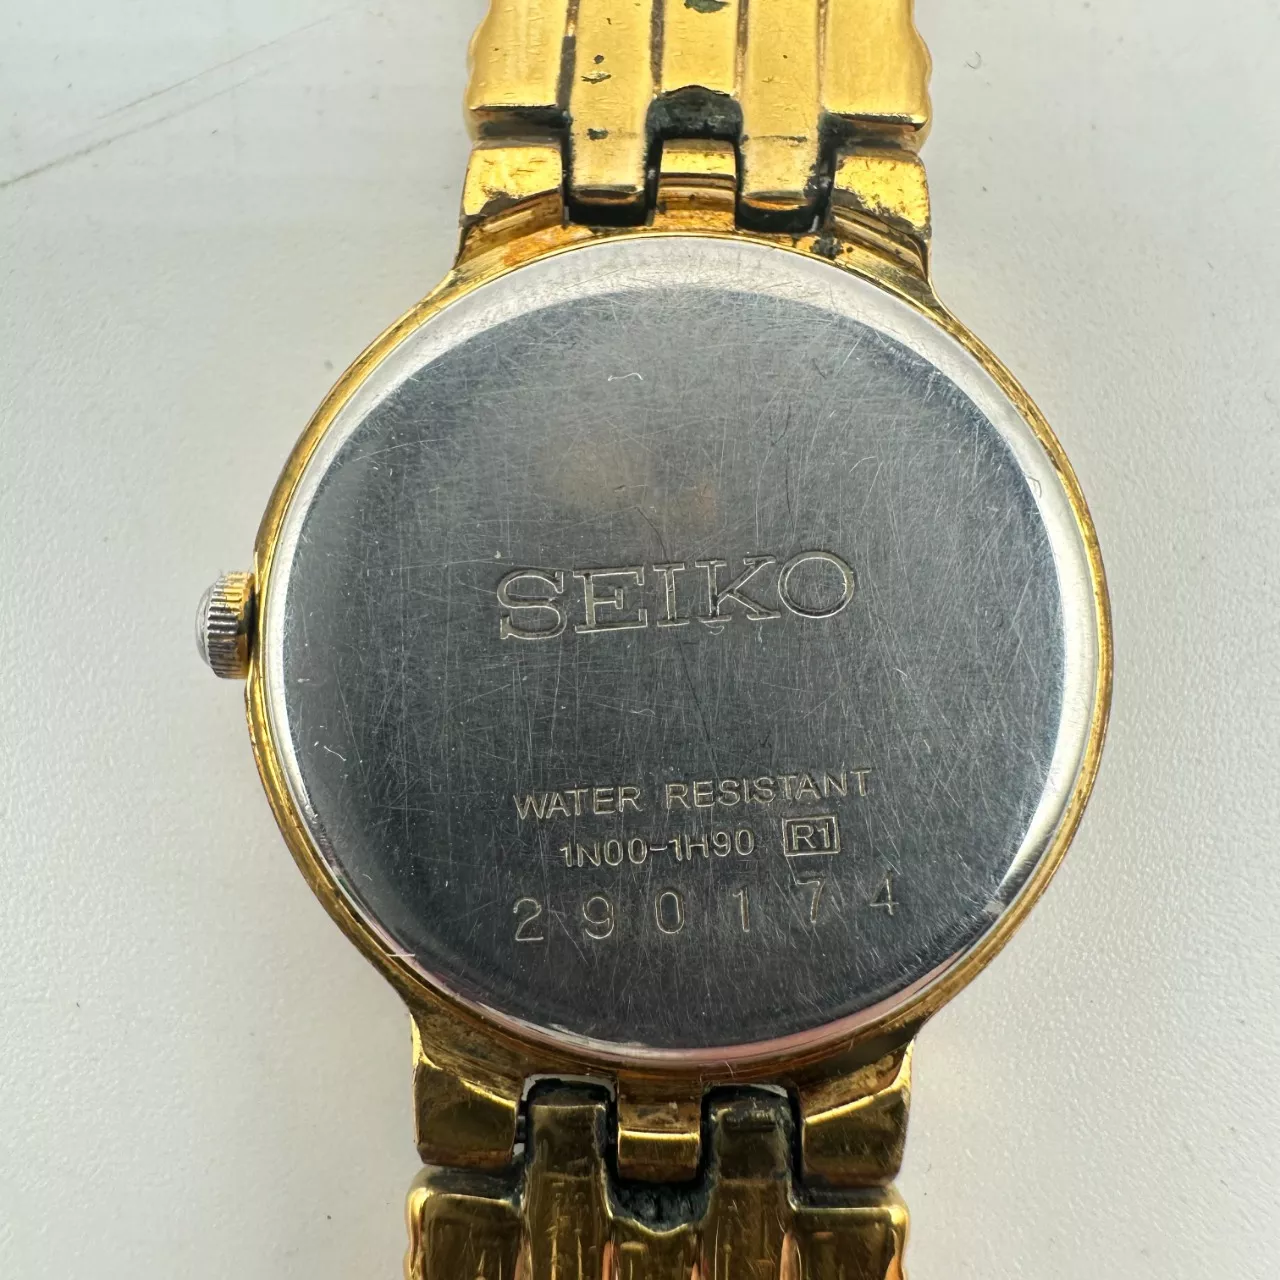 SEIKO
WATER RESISTANT
1N00-1H90 R1
290174